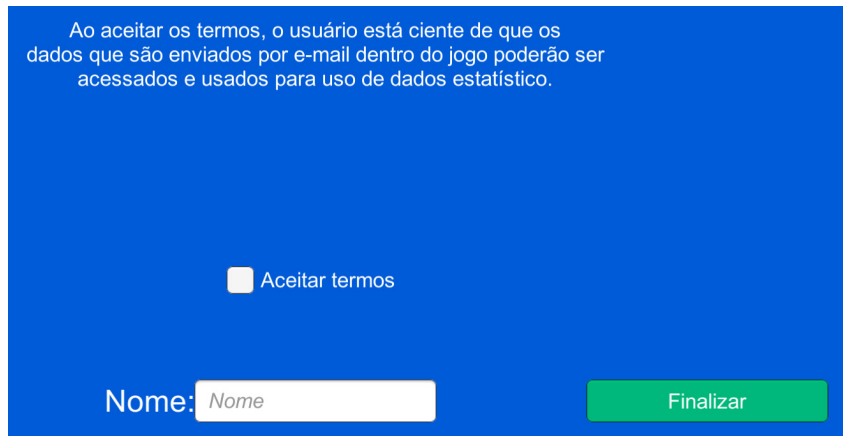 Ao aceitar os termos, o usuário está ciente de que os
dados que são enviados por e-mail dentro do jogo poderão ser
acessados e usados para uso de dados estatístico.
Aceitar termos
Nome: Nome
Finalizar